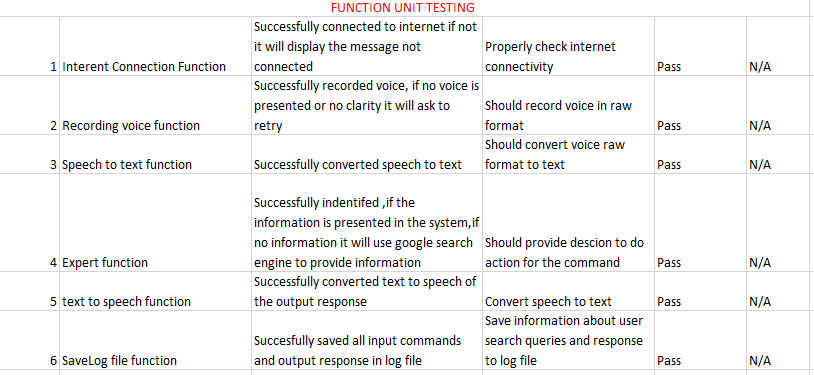 FUNCTION UNIT TESTING
Successfully connected to internet if not
it will display the message not
connected
Properly check internet
connectivity
1 Interent Connection Function
Pass
N/A
Successfully recorded voice, if no voice is
presented or no clarity it will ask to
retry
Should record voice in raw
format
2 Recording voice function
Pass
N/A
Should convert voice raw
format to text
3 Speech to text function
Successfully converted speech to text
Pass
N/A
Successfully indentifed ,if the
information is presented in the system,if
no information it will use google search
engine to provide information
Should provide descion to do
action for the command
4 Expert function
Pass
N/A
Successfully converted text to speech of
the output response
5 text to speech function
Convert speech to text
Pass
N/A
Save information about user
search queries and response
to log file
Succesfully saved all input commands
and output response in log file
6 SaveLog file function
Pass
N/A